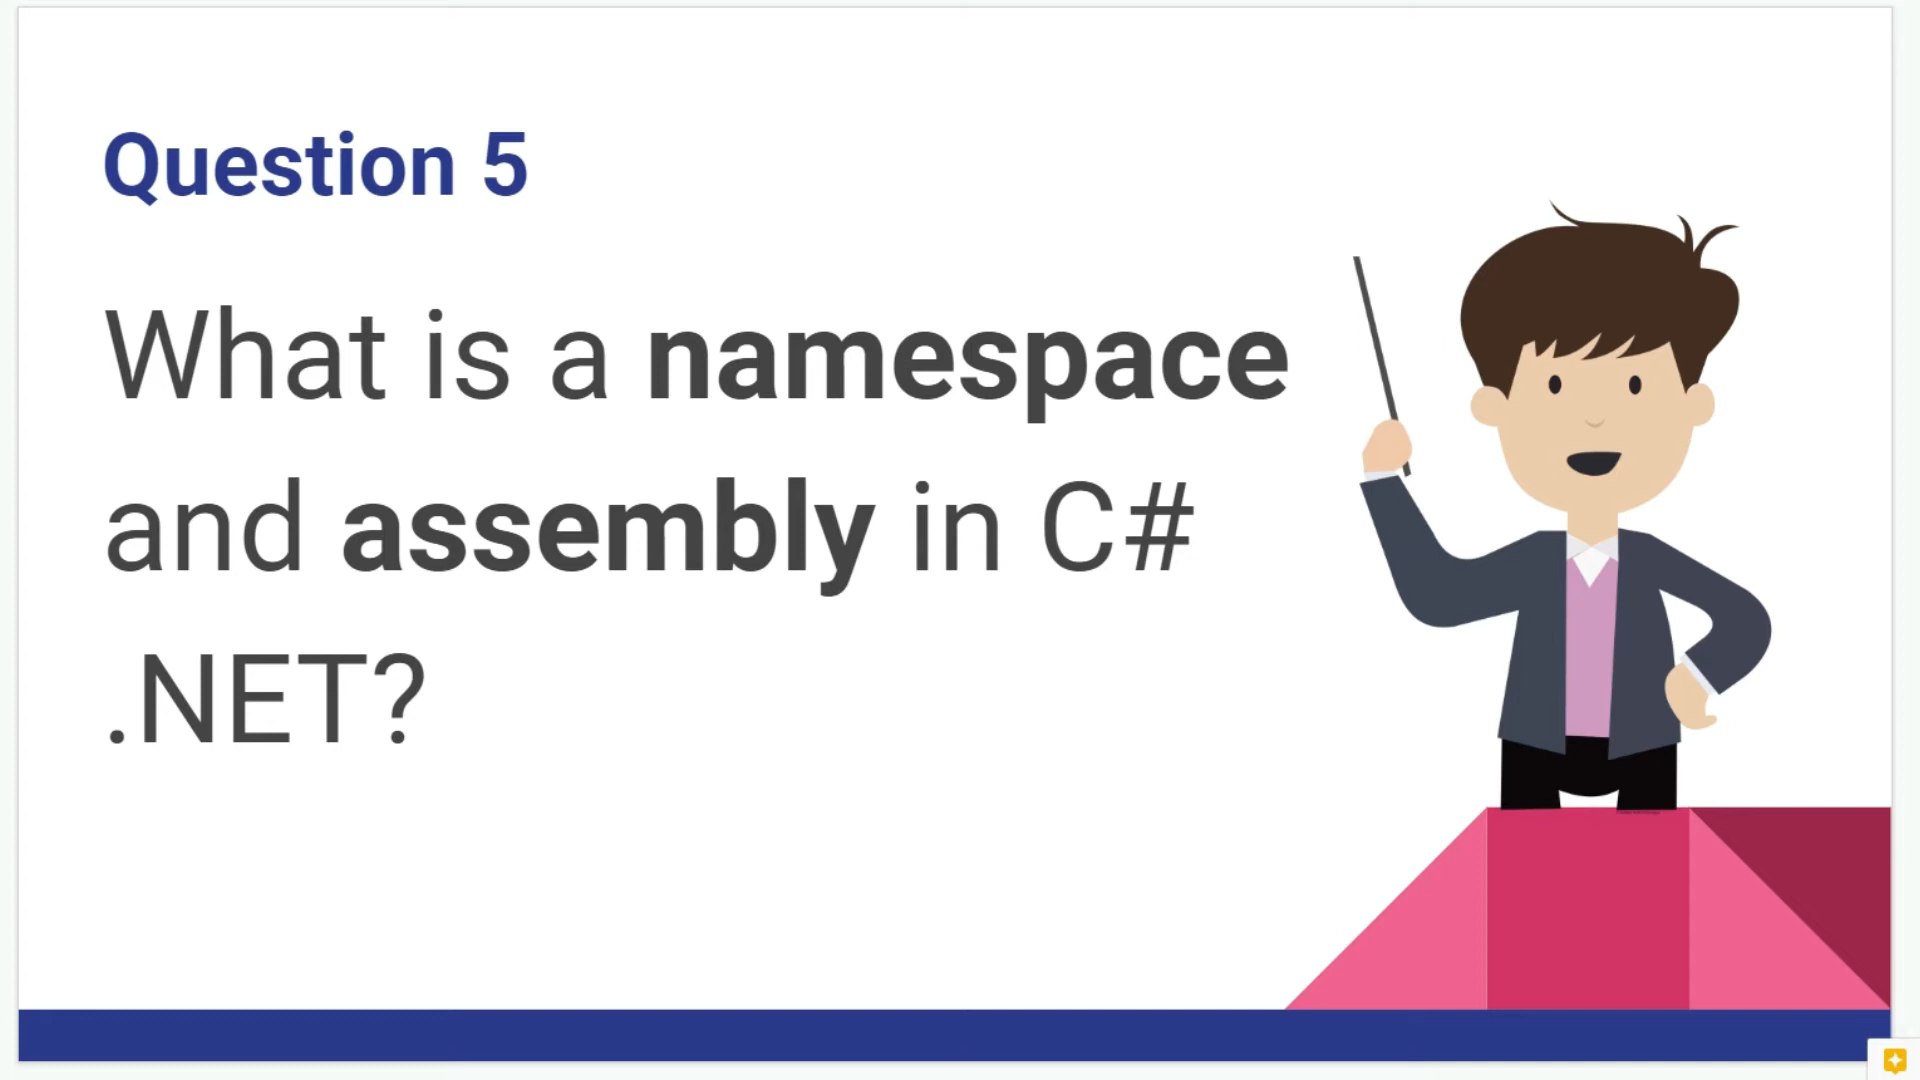 Question 5
What is a namespace
and assembly in C#
.NET?